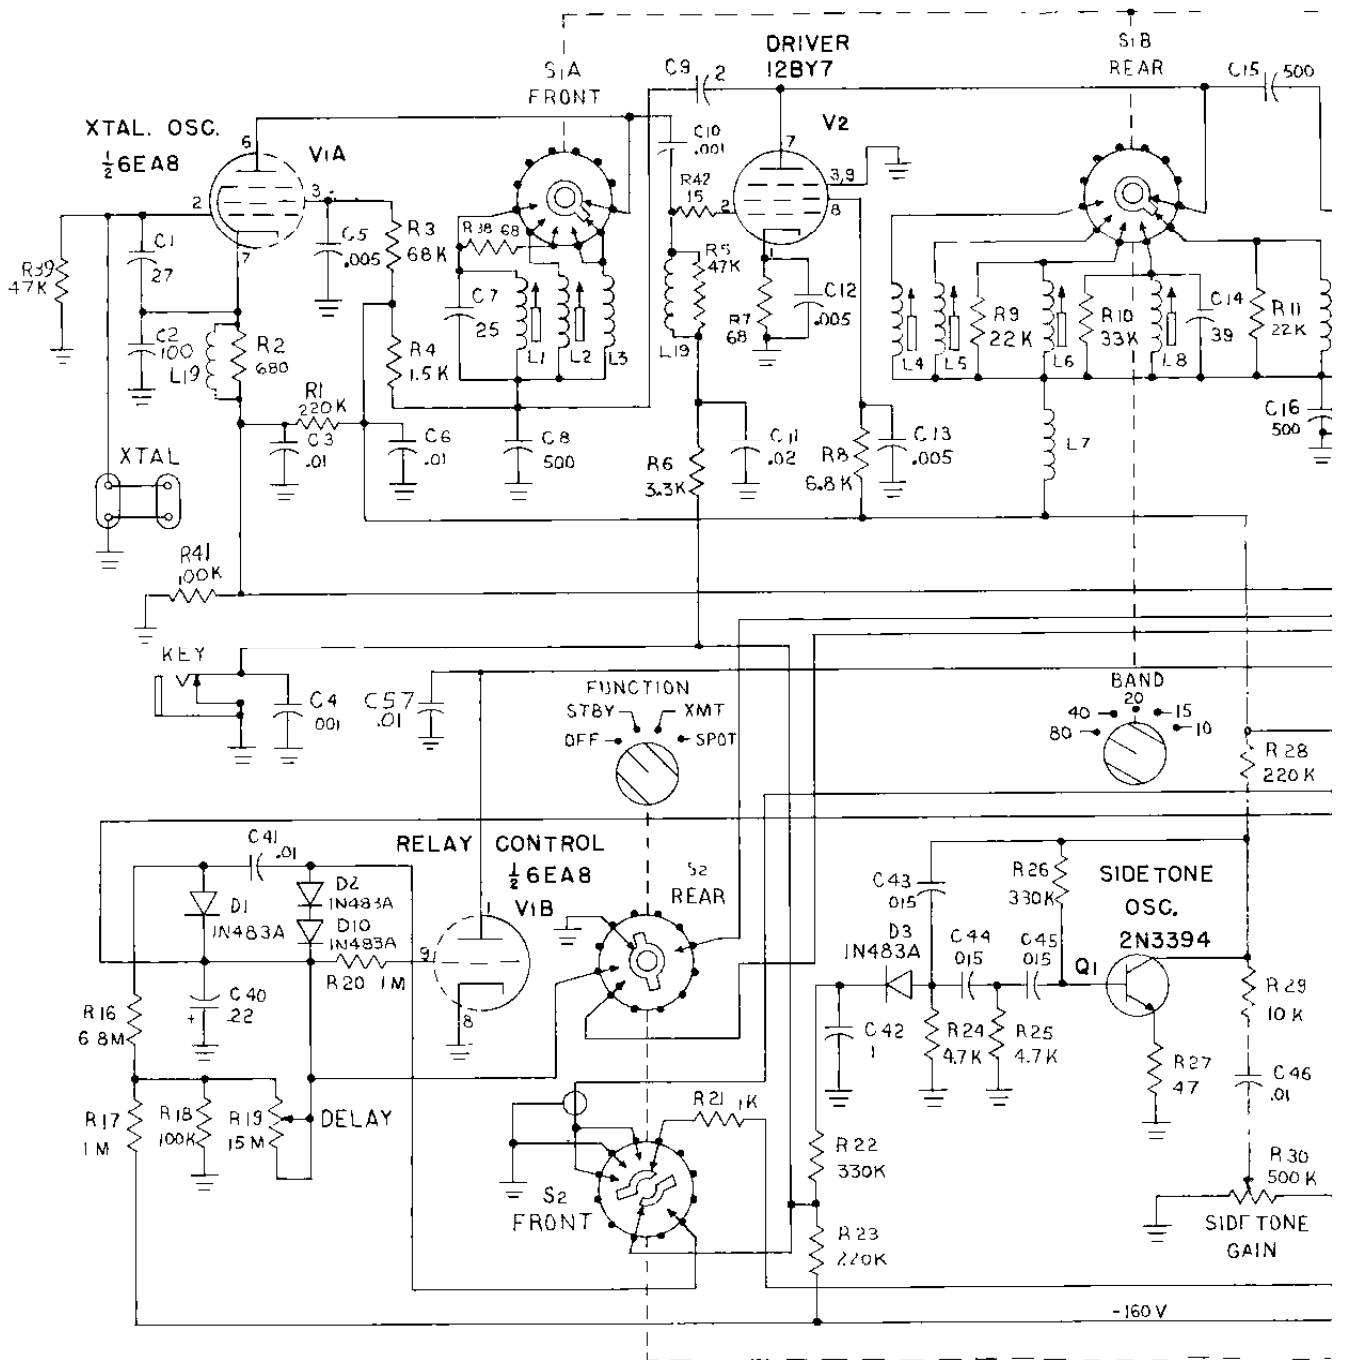 DRIVER
12BY7
S1A
FRONT
S1B
REAR
C9 2
C15 500
XTAL. OSC.
½6EA8
V1A
V2
6
C10
.001
7
R42
15
3,9
8
2
3
2
R39
47K
C1
27
C5
.005
R3
68K
R38 68
R5
47K
7
C7
25
C12
.005
R7
68
C2
100
L19
R2
680
R4
1.5K
L1
L2
L3
L19
L4
L5
R9
22K
L6
R10
33K
L8
C14
39
R11
22K
R1
220K
C3
.01
C6
.01
C8
500
R6
3.3K
C11
.02
R8
6.8K
C13
.005
L7
C16
500
XTAL
R41
100K
KEY
C4
001
C57
.01
FUNCTION
STBY
XMT
OFF
SPOT
BAND
20
40
15
80
10
R28
220K
RELAY CONTROL
½6EA8
V1B
S2
REAR
C41
.01
D1
1N483A
D2
1N483A
D10
1N483A
1
9
8
R20 1M
C40
22
+
R16
6 8M
R17
1M
R18
100K
R19
15M
DELAY
C43
015
R26
330K
SIDETONE
OSC.
2N3394
D3
1N483A
C44
015
C45
015
Q1
C42
1
R24
4.7K
R25
4.7K
R27
47
R29
10K
C46
.01
R30
500K
SIDETONE
GAIN
R21 1K
S2
FRONT
R22
330K
R23
220K
-160V